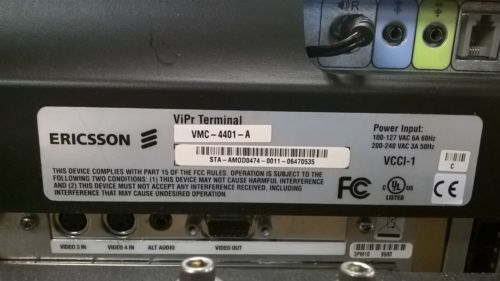 R
ViPr Terminal
VMC-4401-A
ERICSSON
STA-AMOD0474-0011-06470535
Power Input:
100-127 VAC 6A 60Hz
200-240 VAC 3A 50Hz
VCCI-1
C
THIS DEVICE COMPLIES WITH PART 15 OF THE FCC RULES. OPERATION IS SUBJECT TO THE
FOLLOWING TWO CONDITIONS: (1) THIS DEVICE MAY NOT CAUSE HARMFUL INTERFERENCE
AND (2) THIS DEVICE MUST NOT ACCEPT ANY INTERFERENCE RECEIVED, INCLUDING
INTERFERENCE THAT MAY CAUSE UNDESIRED OPERATION.
FC
c UL US
LISTED
CE
VIDEO 3 IN
VIDEO 4 IN
ALT AUDIO
VIDEO OUT